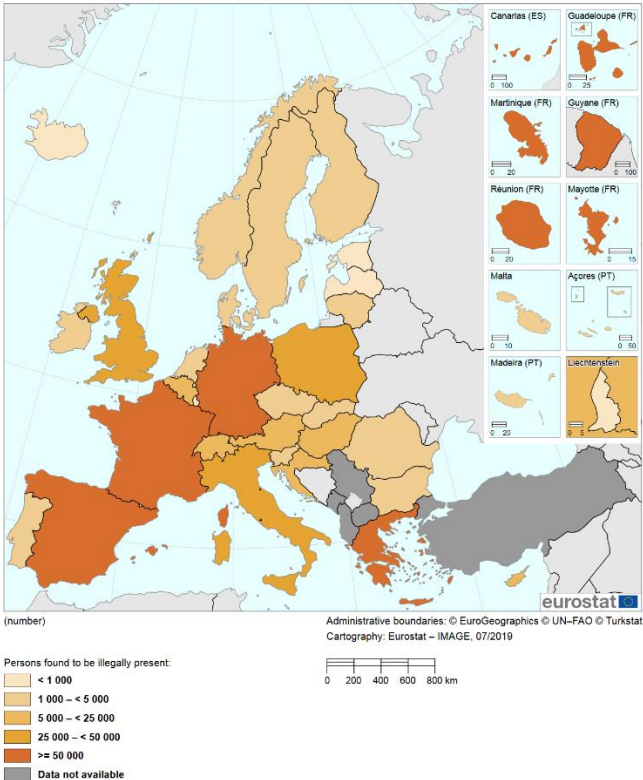 Canarias (ES)
0 100
Guadeloupe (FR)
0 25
Martinique (FR)
0 20
Guyane (FR)
0 100
Réunion (FR)
0 20
Mayotte (FR)
0 15
Malta
0 10
Açores (PT)
0 50
Madeira (PT)
0 20
Liechtenstein
0 5
eurostat
(number)
Administrative boundaries: © EuroGeographics © UN–FAO © Turkstat
Cartography: Eurostat – IMAGE, 07/2019
Persons found to be illegally present:
< 1 000
1 000 – < 5 000
5 000 – < 25 000
25 000 – < 50 000
>= 50 000
Data not available
0 200 400 600 800 km